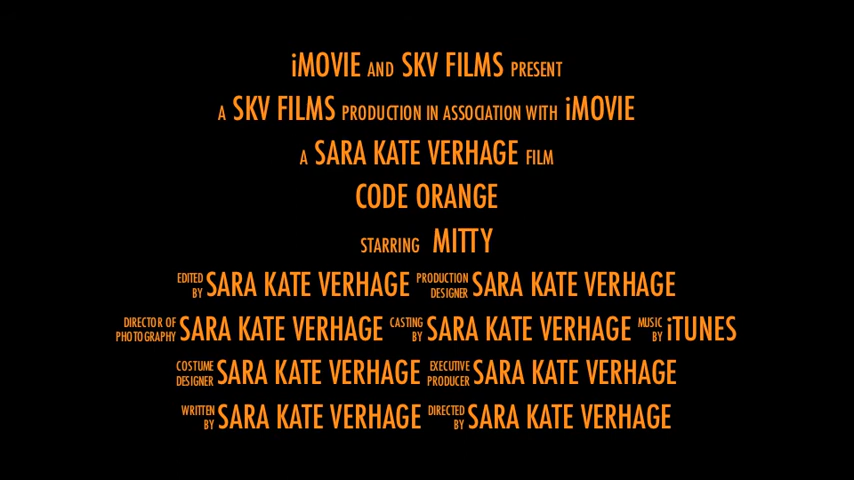 iMOVIE AND SKV FILMS PRESENT
A SKV FILMS PRODUCTION IN ASSOCIATION WITH iMOVIE
A SARA KATE VERHAGE FILM
CODE ORANGE
STARRING MITTY
EDITED BY SARA KATE VERHAGE PRODUCTION DESIGNER SARA KATE VERHAGE
DIRECTOR OF PHOTOGRAPHY SARA KATE VERHAGE CASTING BY SARA KATE VERHAGE MUSIC BY iTUNES
COSTUME DESIGNER SARA KATE VERHAGE EXECUTIVE PRODUCER SARA KATE VERHAGE
WRITTEN BY SARA KATE VERHAGE DIRECTED BY SARA KATE VERHAGE